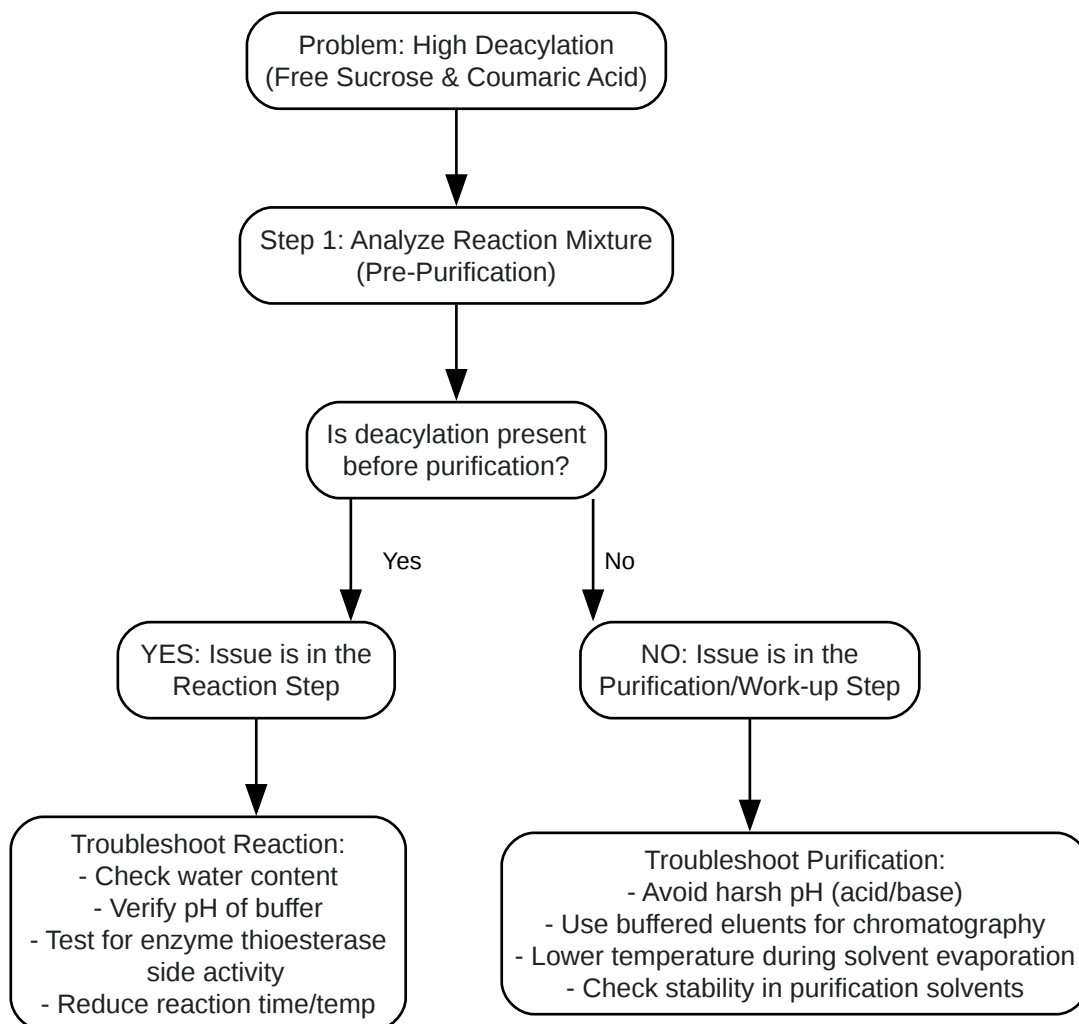 Problem: High Deacylation
(Free Sucrose & Coumaric Acid)
Step 1: Analyze Reaction Mixture
(Pre-Purification)
Is deacylation present
before purification?
Yes
No
YES: Issue is in the
Reaction Step
NO: Issue is in the
Purification/Work-up Step
Troubleshoot Reaction:
- Check water content
- Verify pH of buffer
- Test for enzyme thioesterase
side activity
- Reduce reaction time/temp
Troubleshoot Purification:
- Avoid harsh pH (acid/base)
- Use buffered eluents for chromatography
- Lower temperature during solvent evaporation
- Check stability in purification solvents